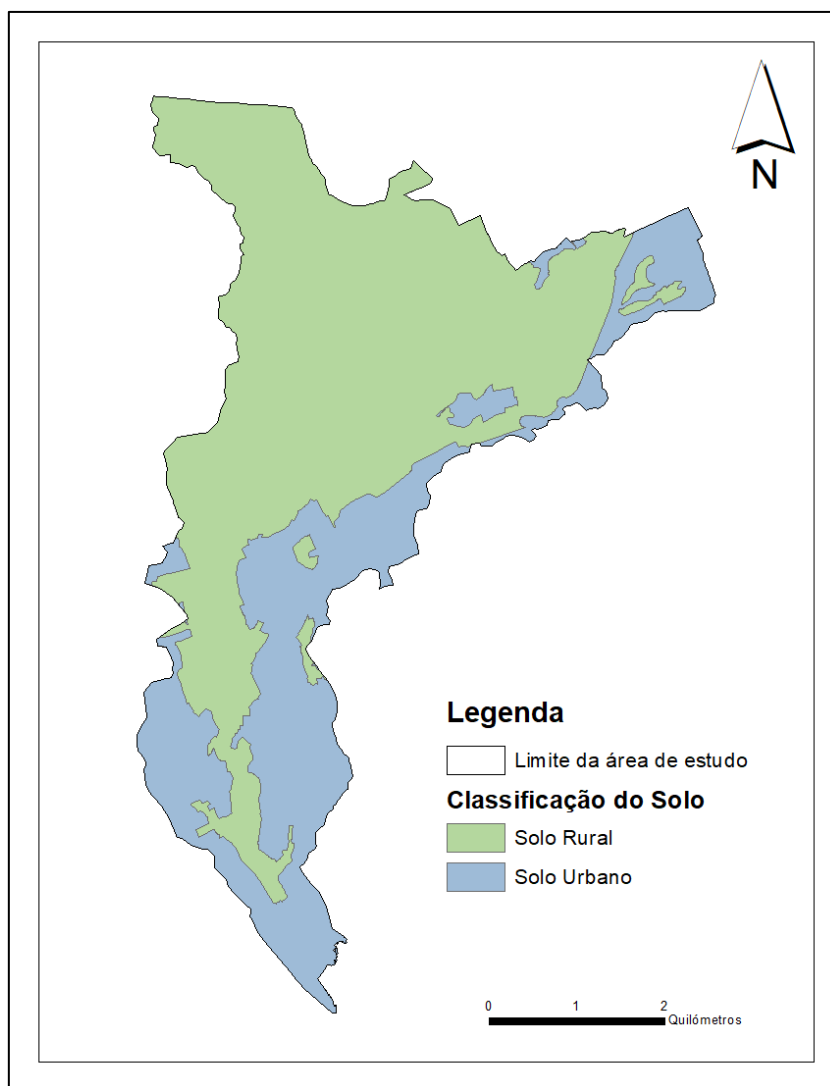 N
Legenda
Limite da área de estudo
Classificação do Solo
Solo Rural
Solo Urbano
0 1 2
Quilómetros